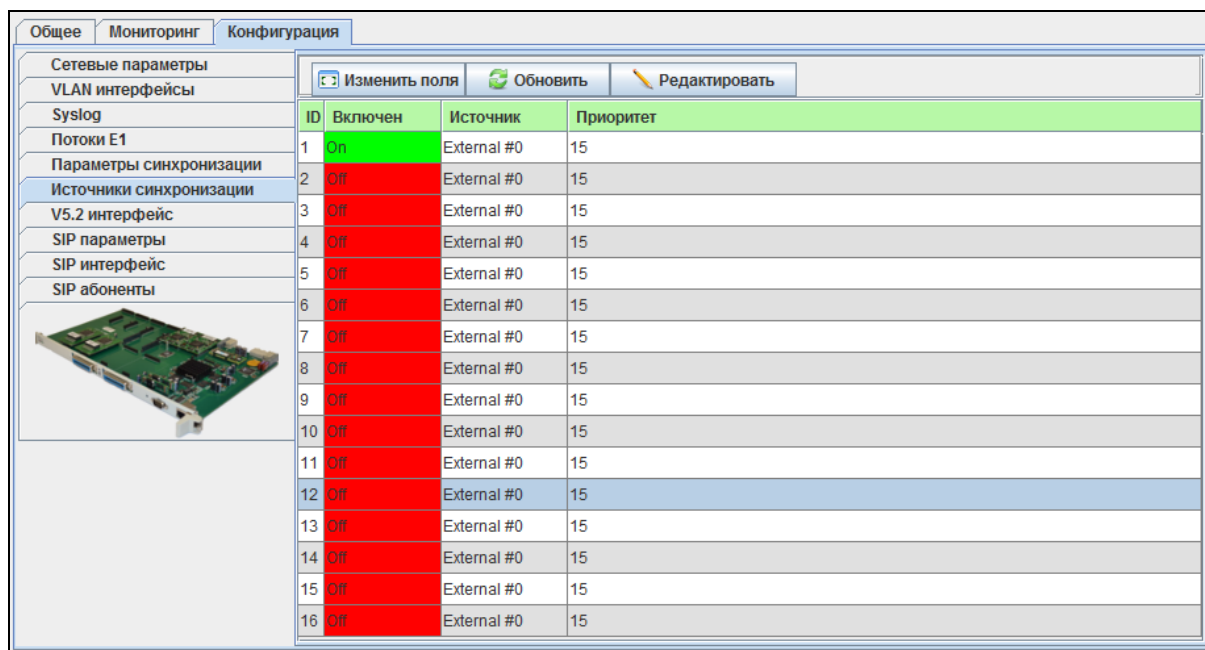 Общее Мониторинг Конфигурация
Сетевые параметры
VLAN интерфейсы
Syslog
Потоки E1
Параметры синхронизации
Источники синхронизации
V5.2 интерфейс
SIP параметры
SIP интерфейс
SIP абоненты
Изменить поля Обновить Редактировать
ID Включен Источник Приоритет
1 On External #0 15
2 Off External #0 15
3 Off External #0 15
4 Off External #0 15
5 Off External #0 15
6 Off External #0 15
7 Off External #0 15
8 Off External #0 15
9 Off External #0 15
10 Off External #0 15
11 Off External #0 15
12 Off External #0 15
13 Off External #0 15
14 Off External #0 15
15 Off External #0 15
16 Off External #0 15